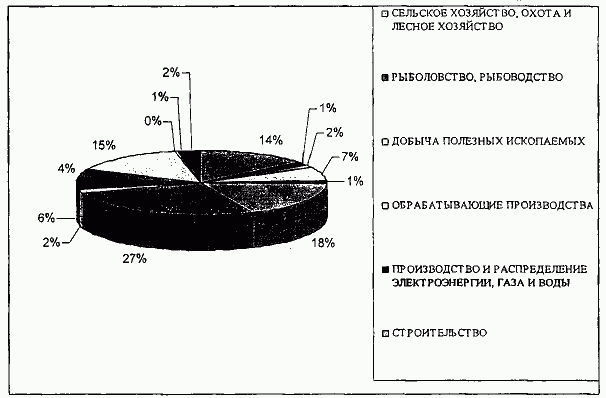 2%
1%
0%
15%
4%
6%
2%
27%
18%
1%
7%
2%
1%
14%
СЕЛЬСКОЕ ХОЗЯЙСТВО, ОХОТА И
ЛЕСНОЕ ХОЗЯЙСТВО
РЫБОЛОВСТВО, РЫБОВОДСТВО
ДОБЫЧА ПОЛЕЗНЫХ ИСКОПАЕМЫХ
ОБРАБАТЫВАЮЩИЕ ПРОИЗВОДСТВА
ПРОИЗВОДСТВО И РАСПРЕДЕЛЕНИЕ
ЭЛЕКТРОЭНЕРГИИ, ГАЗА И ВОДЫ
СТРОИТЕЛЬСТВО